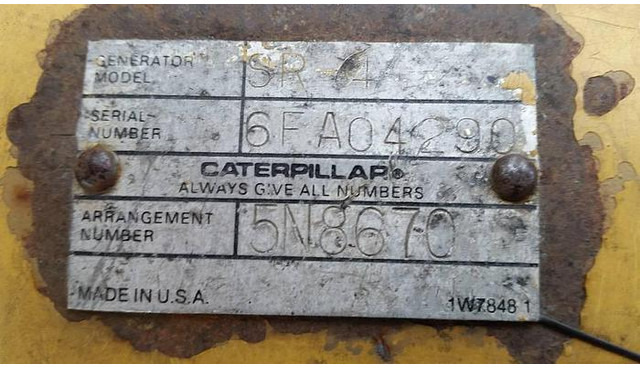 GENERATOR MODEL SR-4
SERIAL-NUMBER 6FA04290
CATERPILLAR®
ALWAYS GIVE ALL NUMBERS
ARRANGEMENT NUMBER 5N8670
MADE IN U.S.A. 1W7848 1